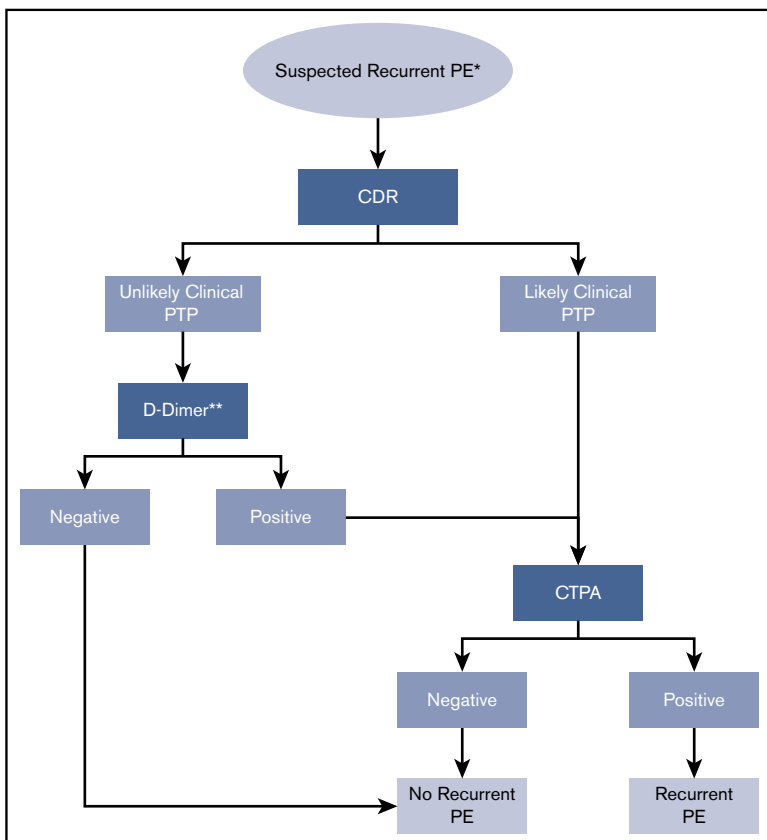 Suspected Recurrent PE*
CDR
Unlikely Clinical
PTP
Likely Clinical
PTP
D-Dimer**
Negative
Positive
CTPA
Negative
Positive
No Recurrent
PE
Recurrent
PE